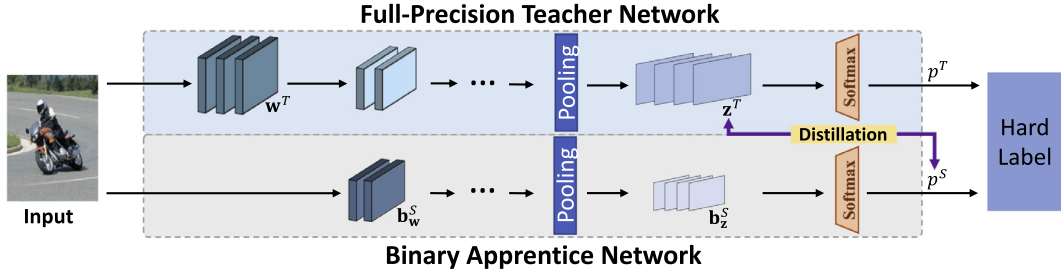 Full-Precision Teacher Network
Pooling
Softmax
w^T
z^T
p^T
Distillation
Hard
Label
Input
Pooling
Softmax
b_w^S
b_z^S
p^S
Binary Apprentice Network